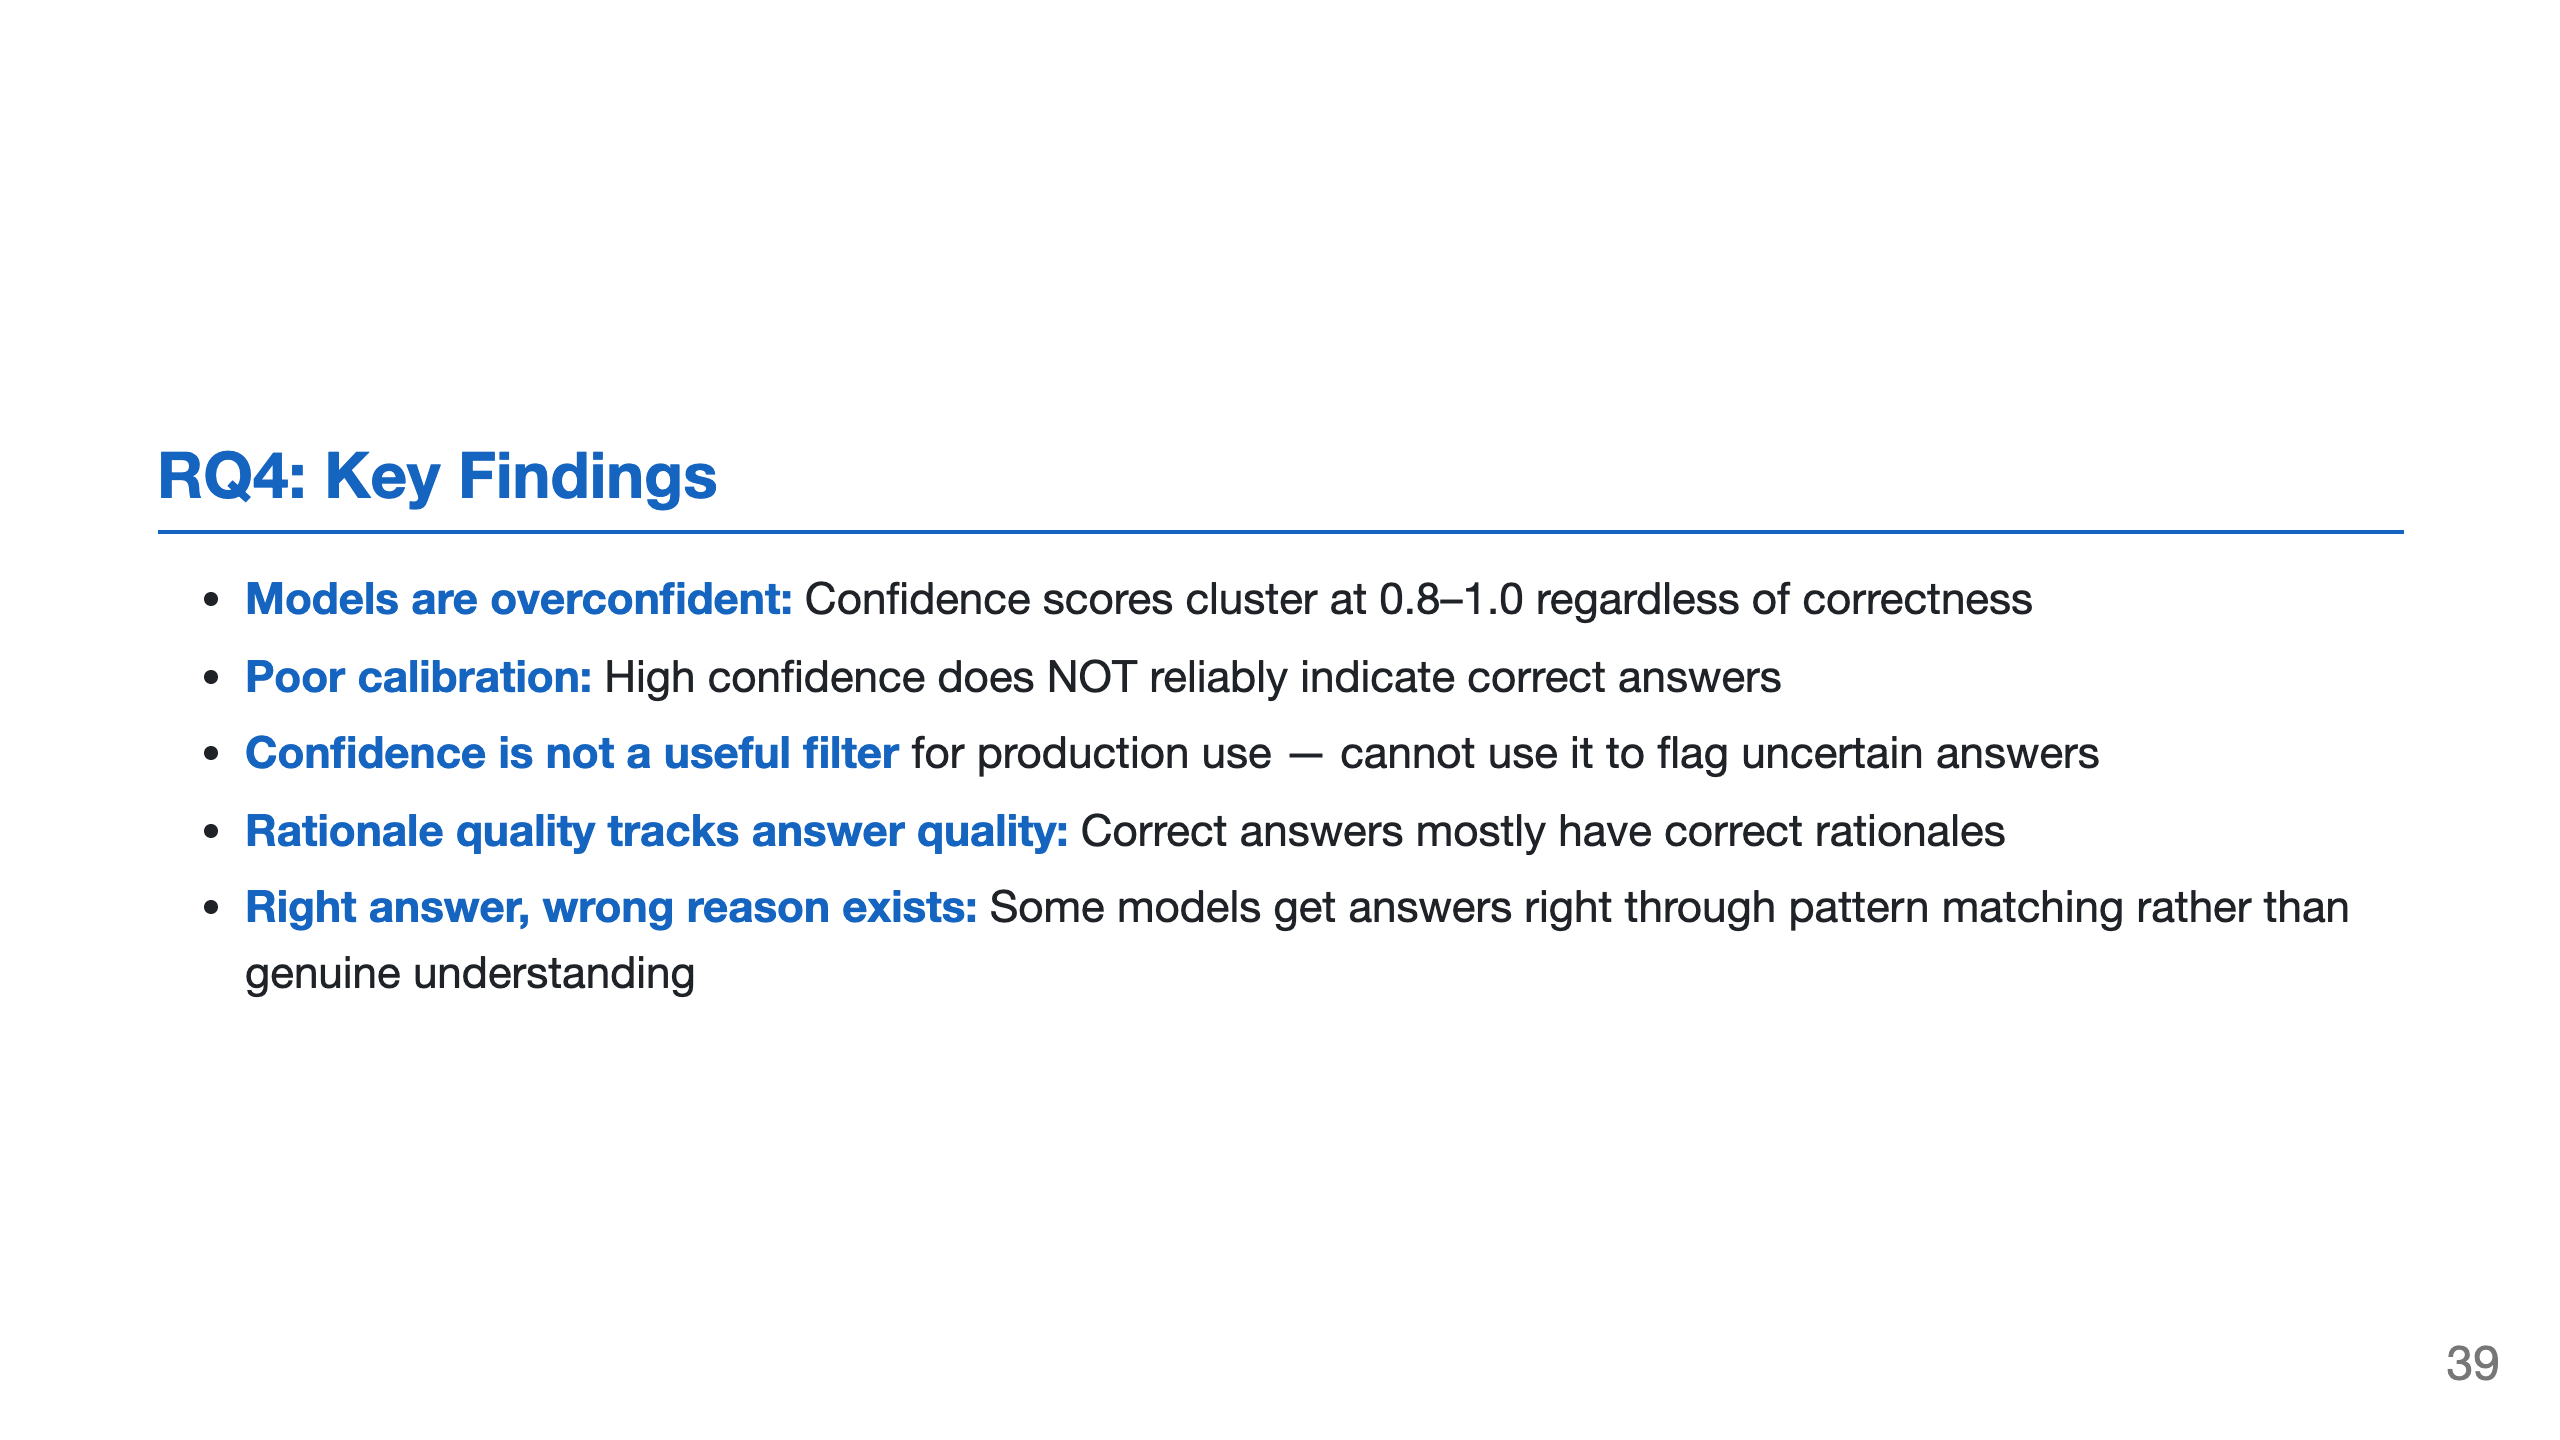 RQ4: Key Findings
• Models are overconfident: Confidence scores cluster at 0.8–1.0 regardless of correctness
• Poor calibration: High confidence does NOT reliably indicate correct answers
• Confidence is not a useful filter for production use — cannot use it to flag uncertain answers
• Rationale quality tracks answer quality: Correct answers mostly have correct rationales
• Right answer, wrong reason exists: Some models get answers right through pattern matching rather than
genuine understanding
39